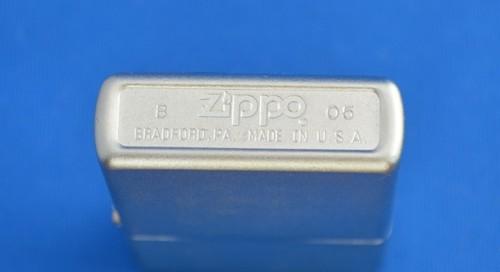 B Zippo 05
BRADFORD, PA. MADE IN U.S.A.